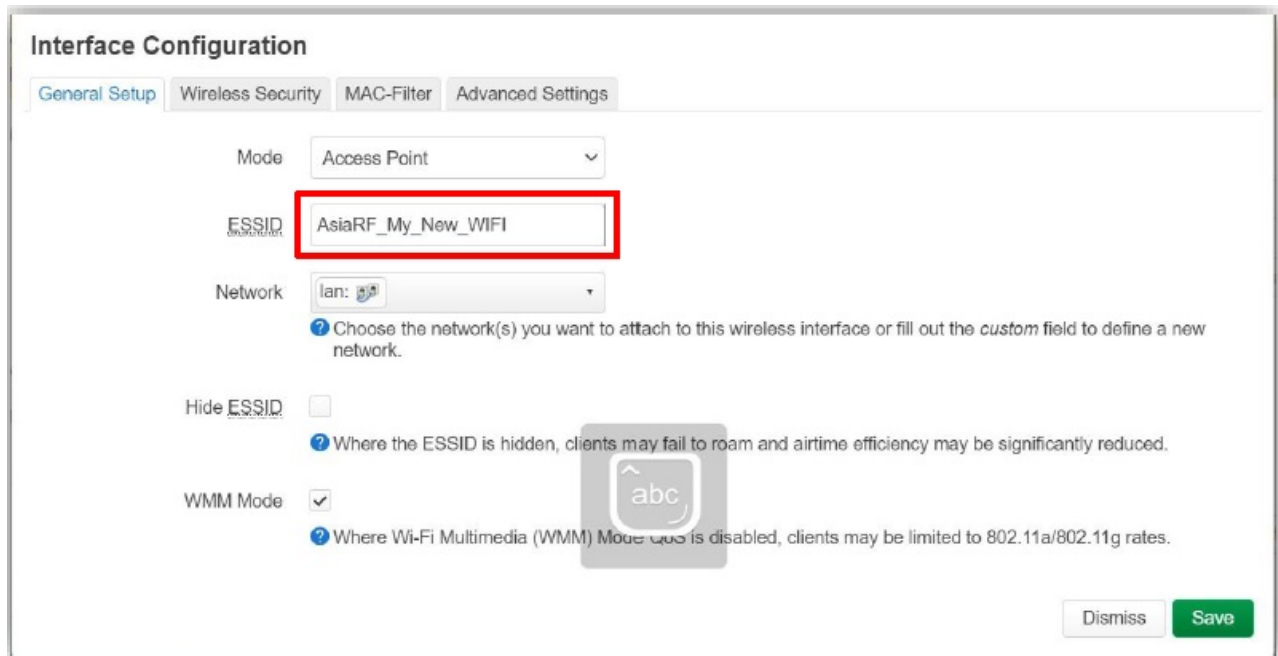 Interface Configuration
General Setup Wireless Security MAC-Filter Advanced Settings
Mode Access Point
ESSID AsiaRF_My_New_WIFI
Network lan:
Choose the network(s) you want to attach to this wireless interface or fill out the custom field to define a new
network.
Hide ESSID
Where the ESSID is hidden, clients may fail to roam and airtime efficiency may be significantly reduced.
abc
WMM Mode
Where Wi-Fi Multimedia (WMM) Mode QoS is disabled, clients may be limited to 802.11a/802.11g rates.
Dismiss Save